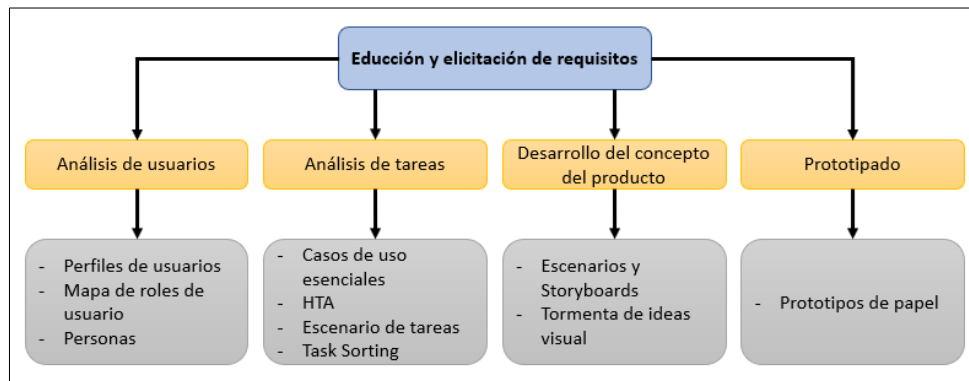 Educción y elicitación de requisitos
Análisis de usuarios
Análisis de tareas
Desarrollo del concepto
del producto
Prototipado
- Perfiles de usuarios
- Mapa de roles de
usuario
- Personas
- Casos de uso
esenciales
- HTA
- Escenario de tareas
- Task Sorting
- Escenarios y
Storyboards
- Tormenta de ideas
visual
- Prototipos de papel